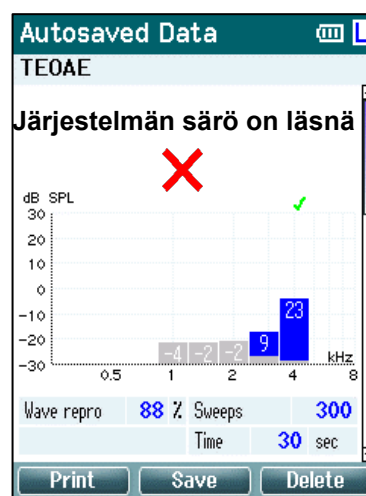 Autosaved Data L
TEOAE
Järjestelmän särö on läsnä
dB SPL
30
20
10
0
-10
-20
-30
-4 -2 -2 9 23
kHz
0.5 1 2 4 8
Wave repro 88 % Sweeps 300
Time 30 sec
Print Save Delete